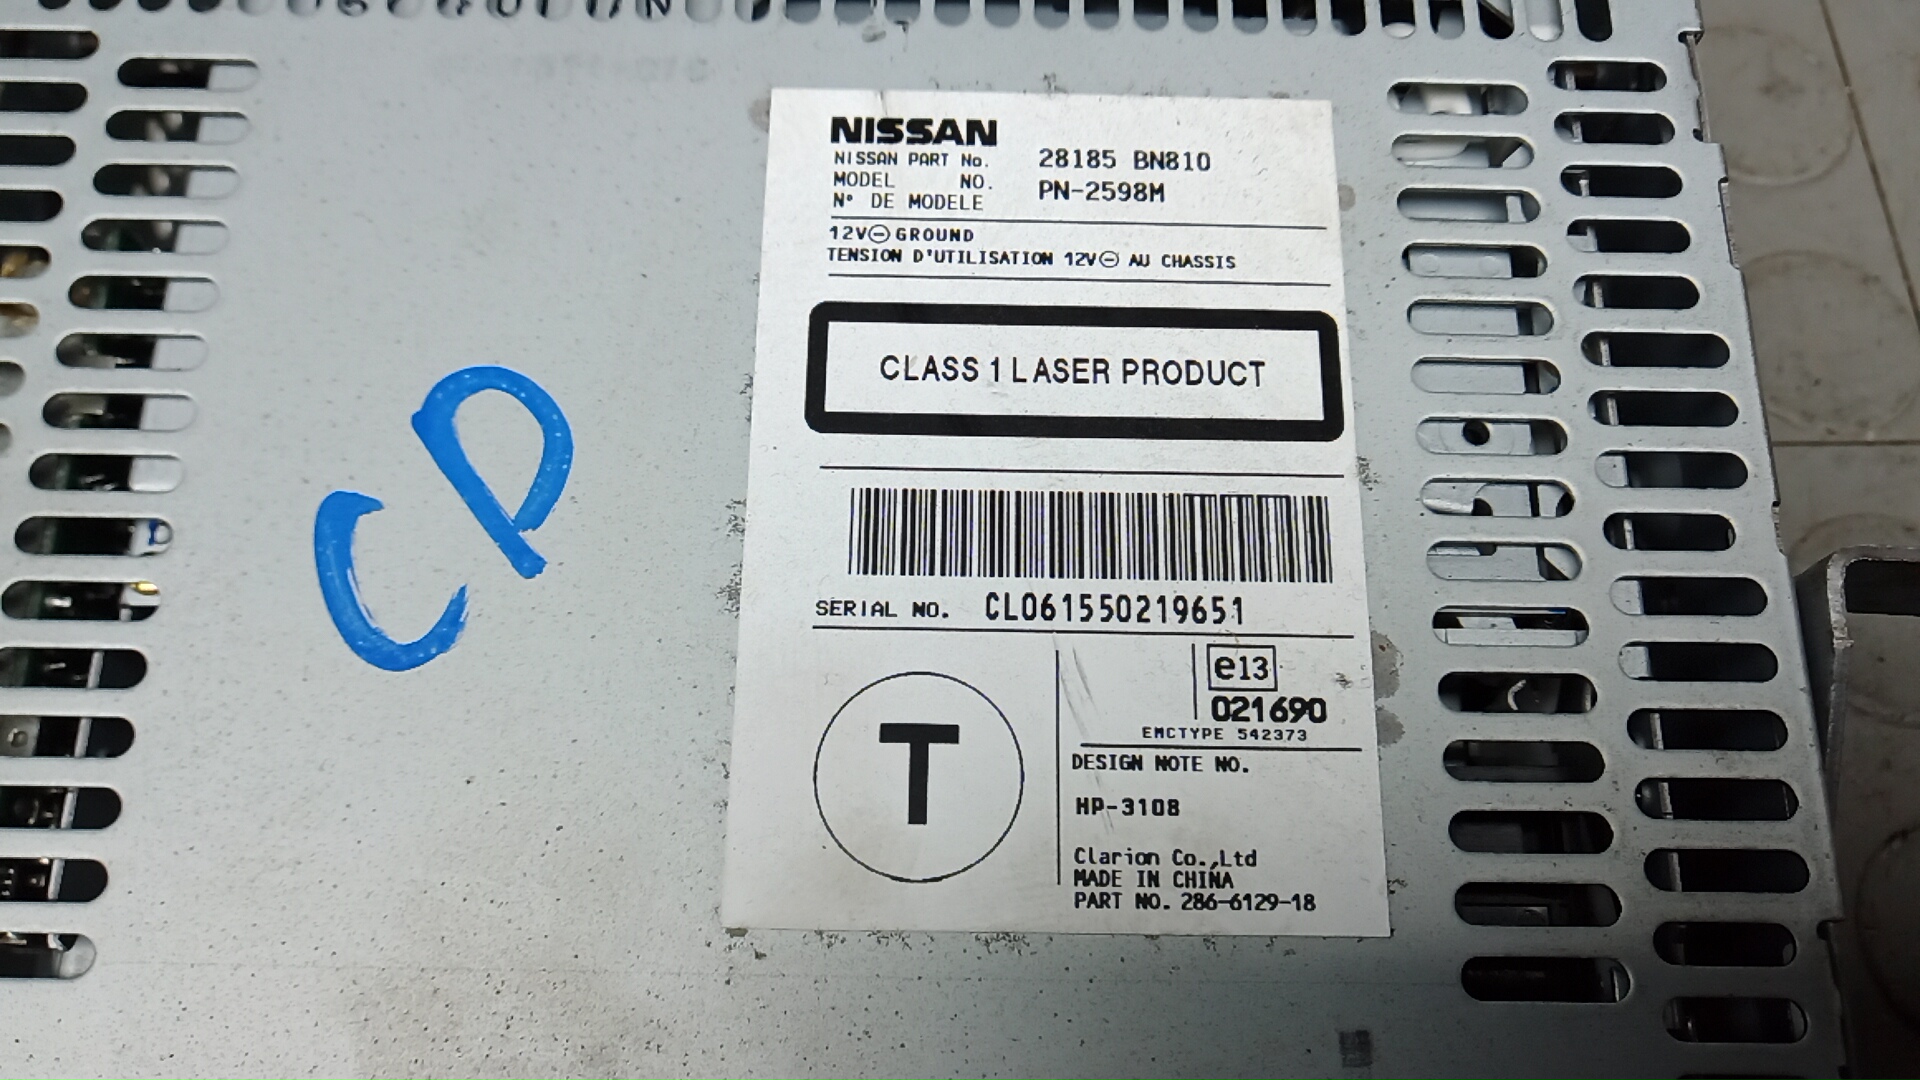 NISSAN
NISSAN PART No. 28185 BN810
MODEL NO. PN-2598M
N° DE MODELE
12V⊖GROUND
TENSION D'UTILISATION 12V⊖ AU CHASSIS
CLASS 1 LASER PRODUCT
SERIAL NO. CL061550219651
CD
T
e13
021690
EMCTYPE 542373
DESIGN NOTE NO.
HP-3108
Clarion Co.,Ltd
MADE IN CHINA
PART NO. 286-6129-18